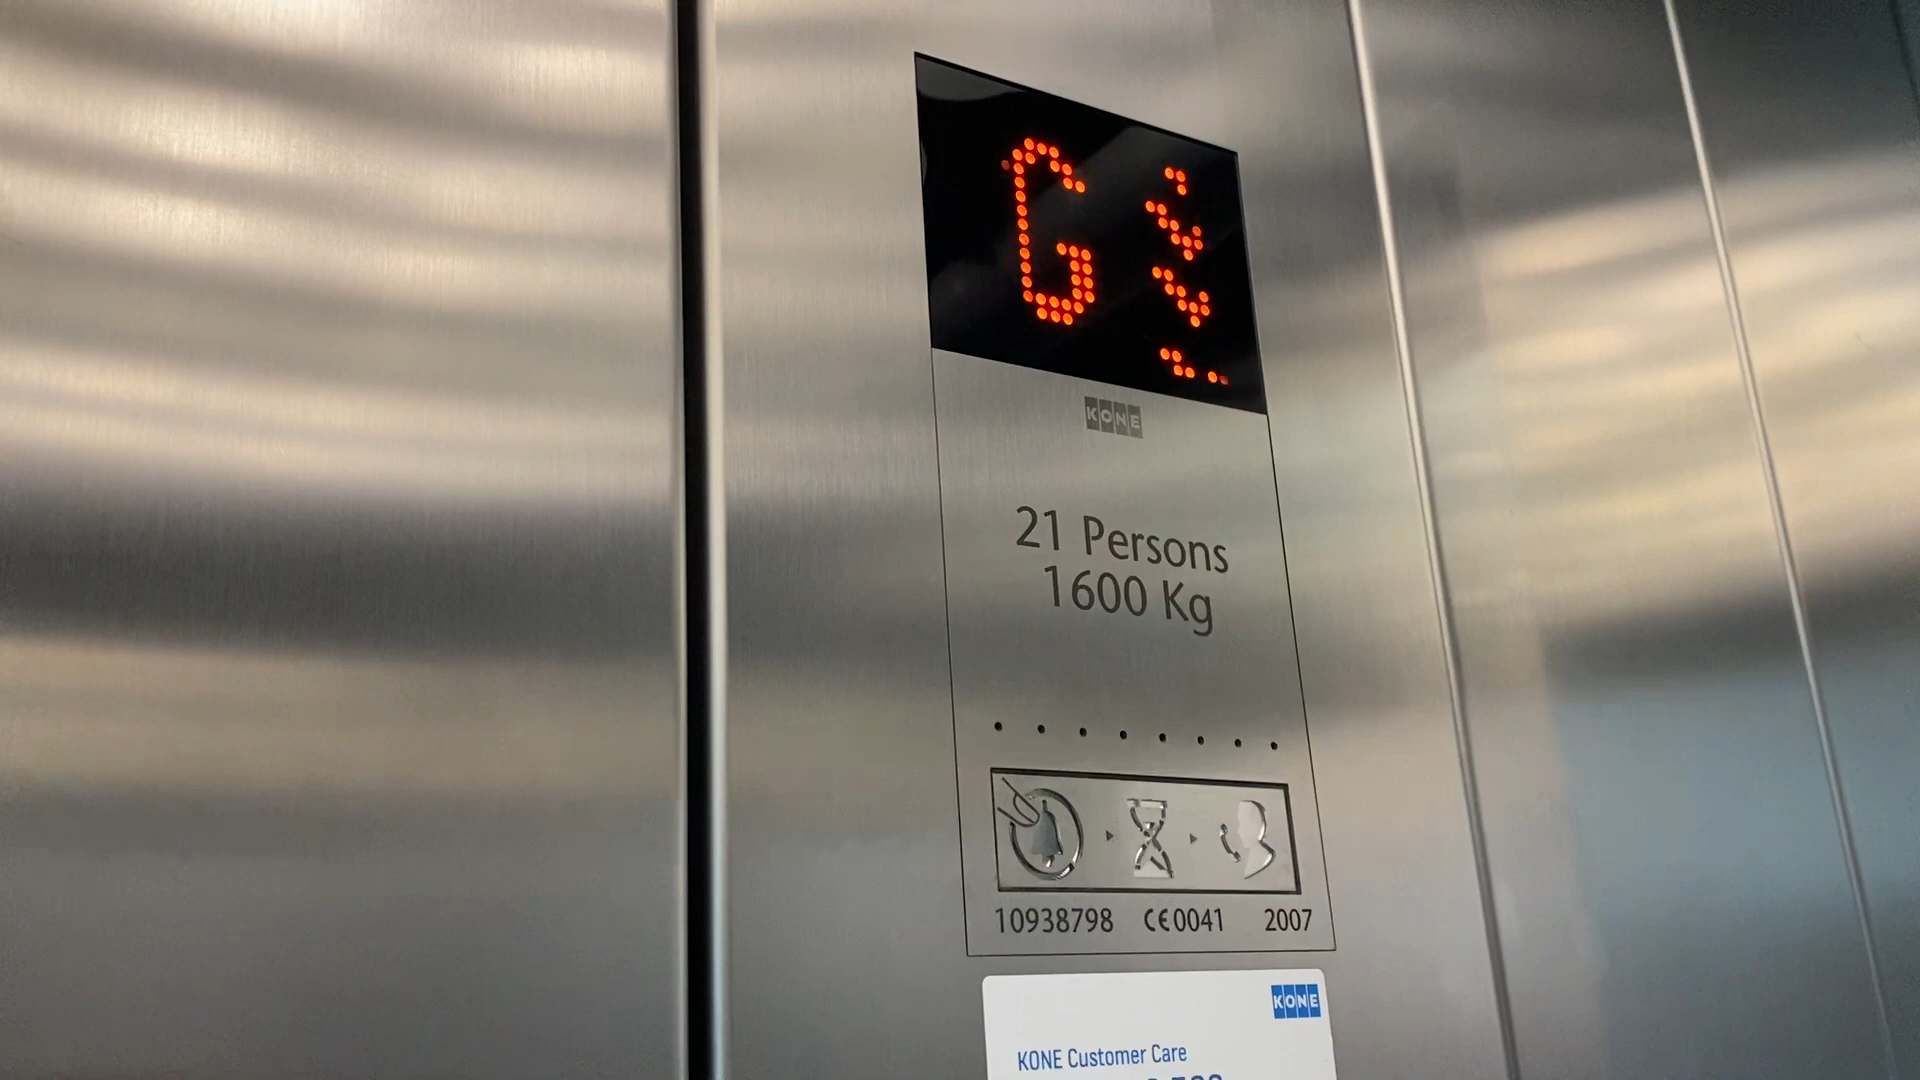 G
KONE
21 Persons
1600 Kg
10938798 CE0041 2007
KONE
KONE Customer Care